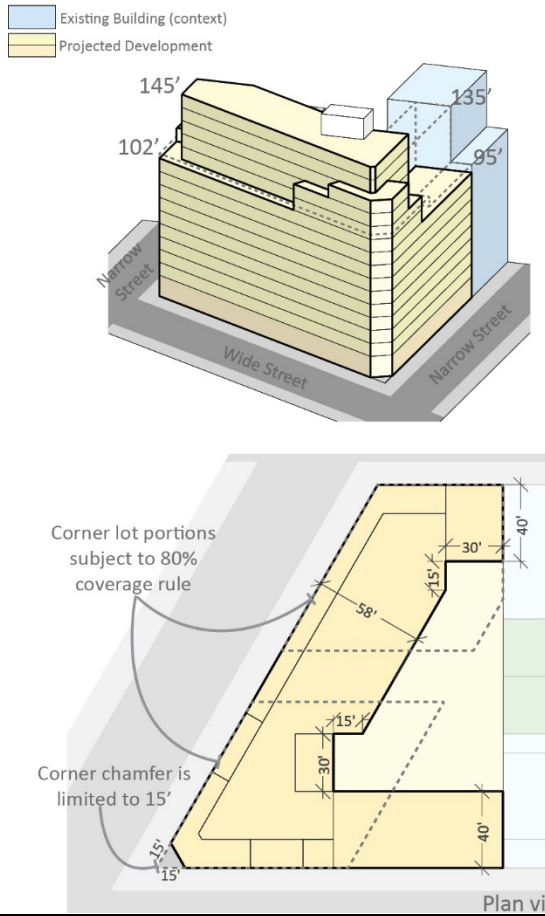 Existing Building (context)
Projected Development
145'
135'
102'
95'
Narrow
Street
Wide Street
Narrow Street
Corner lot portions
subject to 80%
coverage rule
40'
30'
15'
58'
15'
30'
Corner chamfer is
limited to 15'
15'
15'
40'
Plan vi